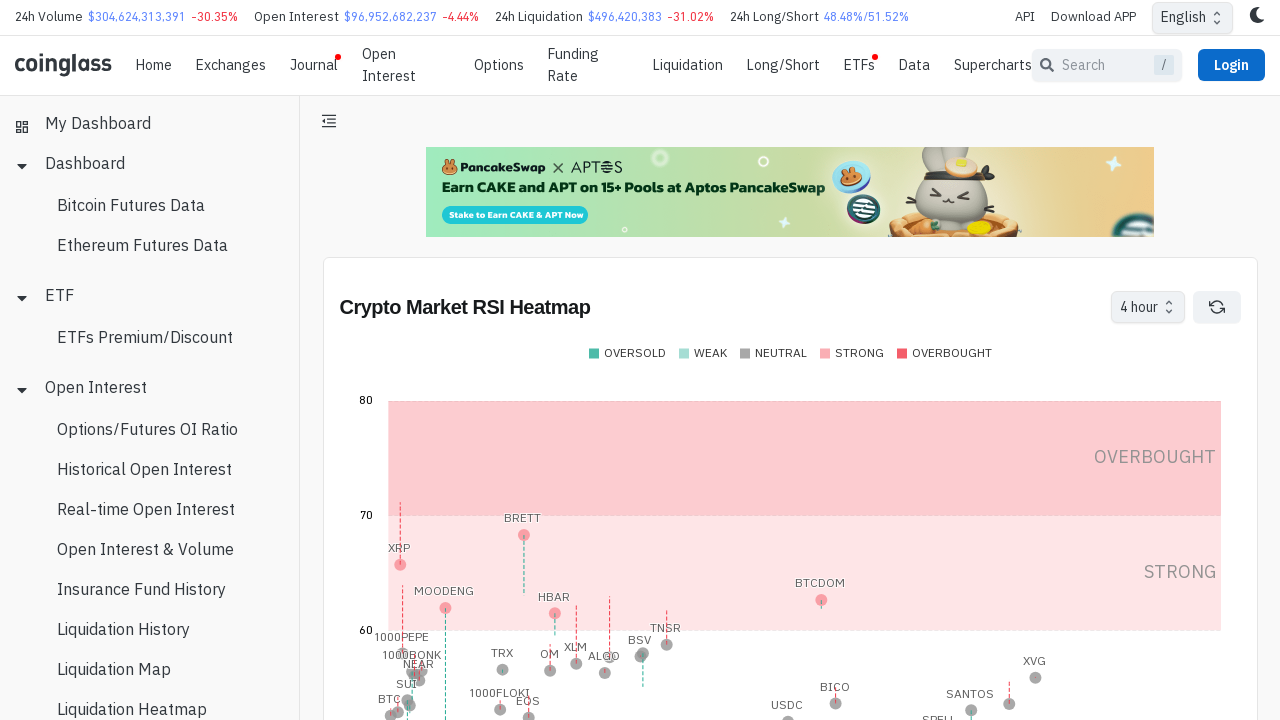 24h Volume $304,624,313,391 -30.35% Open Interest $96,952,682,237 -4.44% 24h Liquidation $496,420,383 -31.02% 24h Long/Short 48.48%/51.52% API Download APP English
coinglass Home Exchanges Journal Open Interest Options Funding Rate Liquidation Long/Short ETFs Data Supercharts Search / Login
My Dashboard
Dashboard
Bitcoin Futures Data
Ethereum Futures Data
ETF
ETFs Premium/Discount
Open Interest
Options/Futures OI Ratio
Historical Open Interest
Real-time Open Interest
Open Interest & Volume
Insurance Fund History
Liquidation History
Liquidation Map
Liquidation Heatmap
PancakeSwap × APTOS
Earn CAKE and APT on 15+ Pools at Aptos PancakeSwap
Stake to Earn CAKE & APT Now
Crypto Market RSI Heatmap
4 hour
OVERSOLD WEAK NEUTRAL STRONG OVERBOUGHT
80
OVERBOUGHT
70
BRETT
XRP
STRONG
BTCDOM
MOODENG
HBAR
60
TNSR
1000PEPE
BSV
XLM
TRX
OM
1000BONK
ALGO
NEAR
XVG
SUI
BICO
1000FLOKI
SANTOS
BTC
EOS
USDC
SPELL